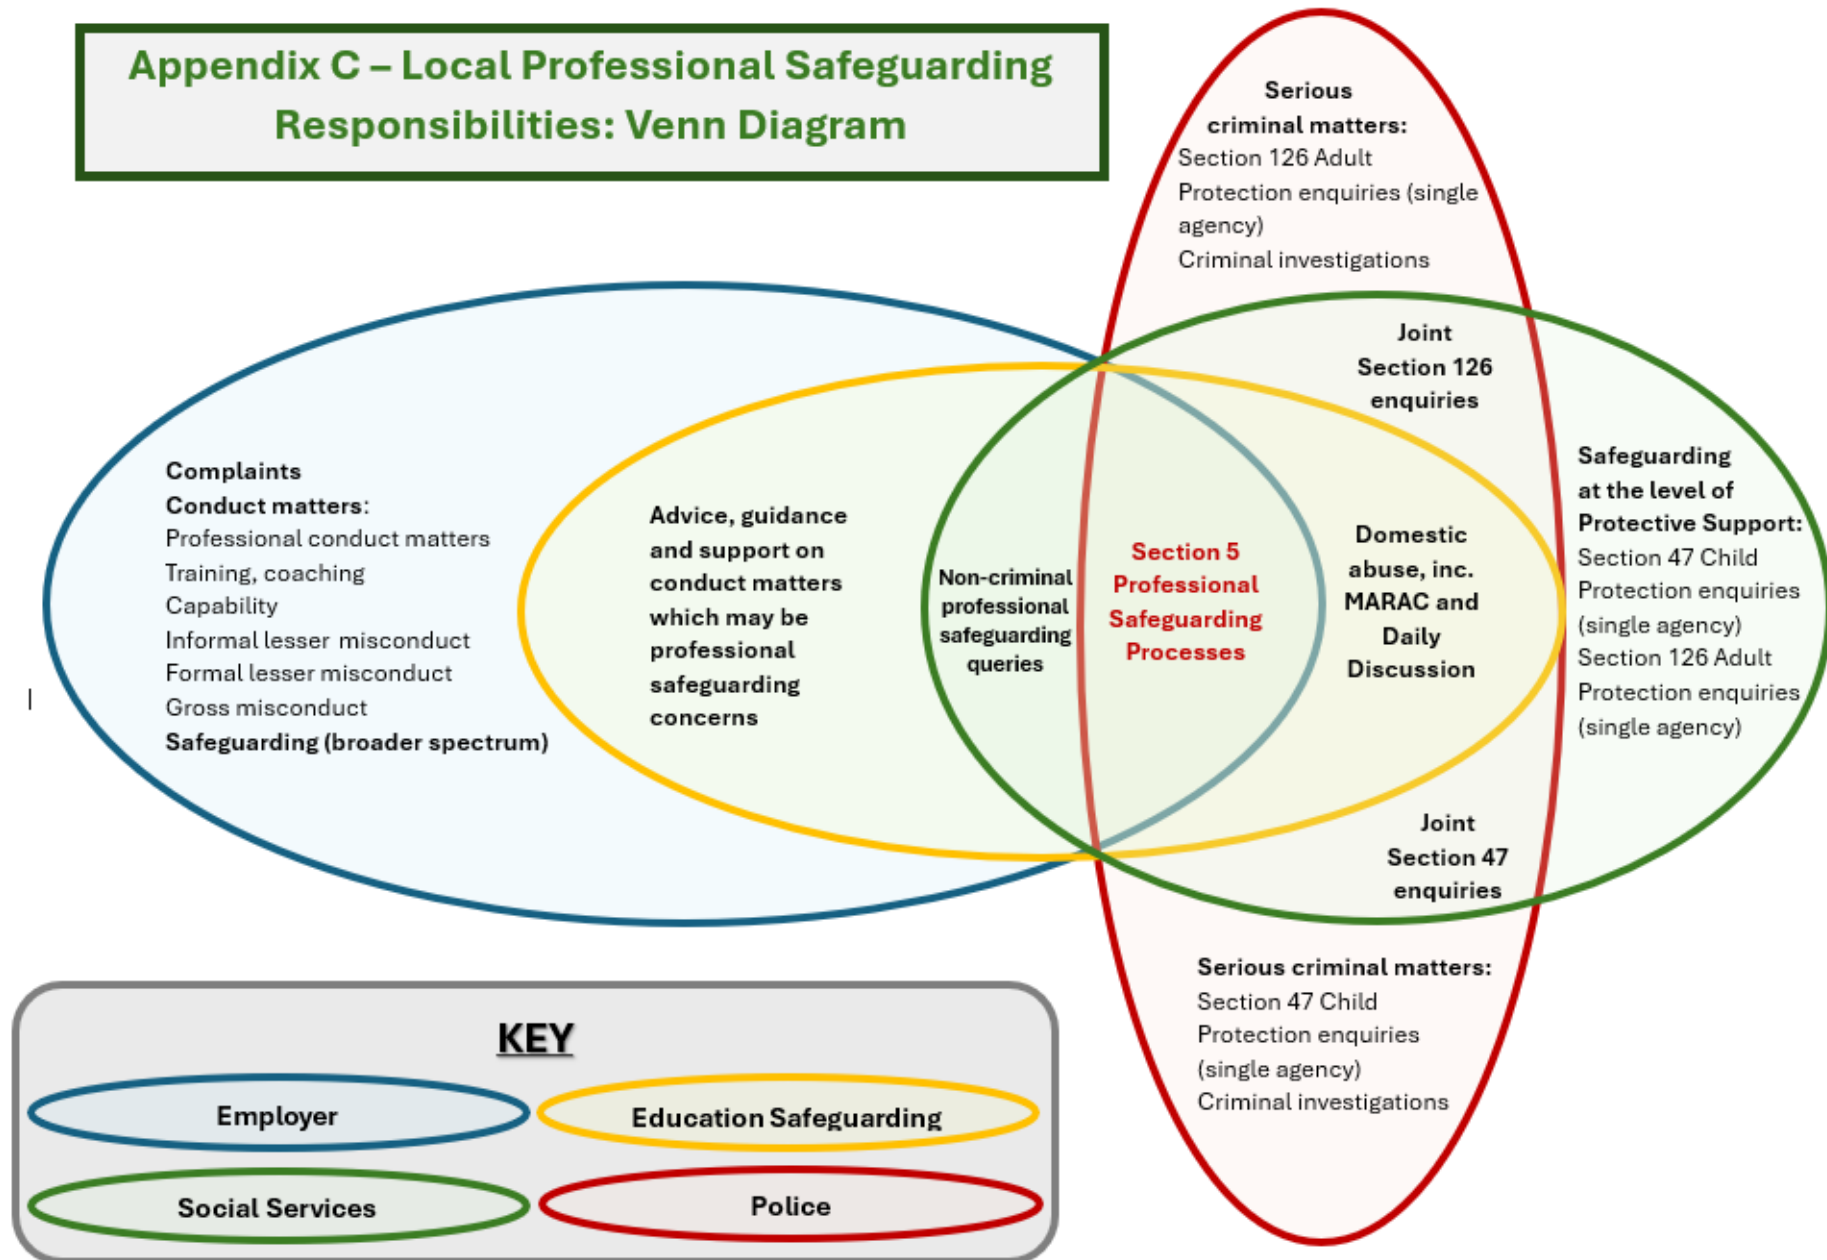 Appendix C – Local Professional Safeguarding
Responsibilities: Venn Diagram
Serious
criminal matters:
Section 126 Adult
Protection enquiries (single
agency)
Criminal investigations
Joint
Section 126
enquiries
Complaints
Conduct matters:
Professional conduct matters
Training, coaching
Capability
Informal lesser misconduct
Formal lesser misconduct
Gross misconduct
Safeguarding (broader spectrum)
Advice, guidance
and support on
conduct matters
which may be
professional
safeguarding
concerns
Non-criminal
professional
safeguarding
queries
Section 5
Professional
Safeguarding
Processes
Domestic
abuse, inc.
MARAC and
Daily
Discussion
Safeguarding
at the level of
Protective Support:
Section 47 Child
Protection enquiries
(single agency)
Section 126 Adult
Protection enquiries
(single agency)
Joint
Section 47
enquiries
Serious criminal matters:
Section 47 Child
Protection enquiries
(single agency)
Criminal investigations
KEY
Employer
Education Safeguarding
Social Services
Police